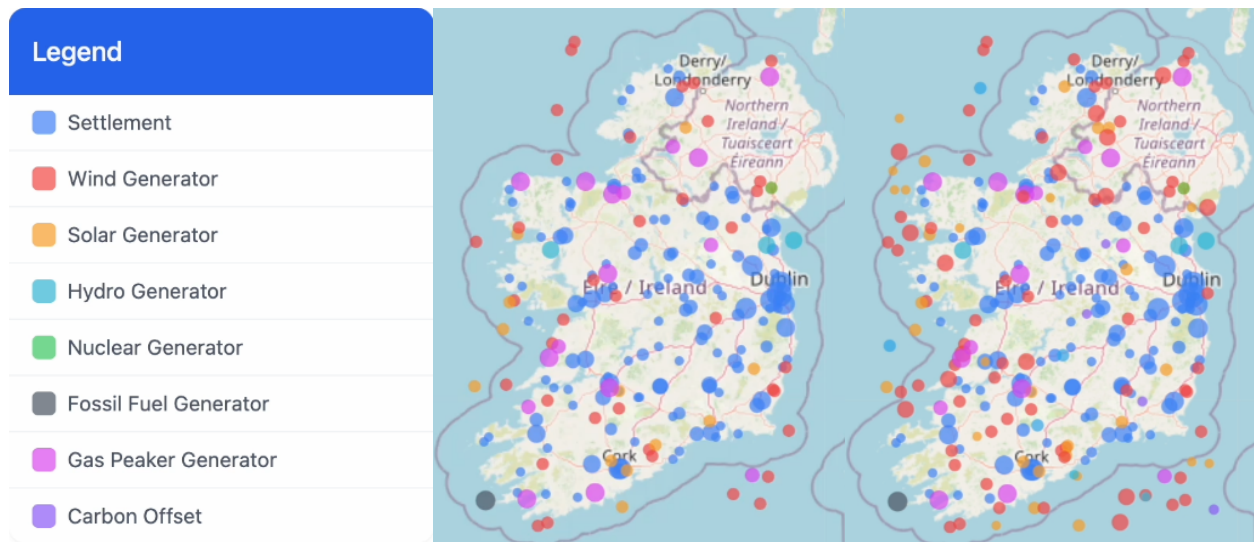 Legend
Settlement
Wind Generator
Solar Generator
Hydro Generator
Nuclear Generator
Fossil Fuel Generator
Gas Peaker Generator
Carbon Offset
Derry/
Londonderry
Northern
Ireland /
Tuaisceart
Éireann
Dublin
Éire / Ireland
Cork
Derry/
Londonderry
Northern
Ireland /
Tuaisceart
Éireann
Dublin
Éire / Ireland
Cork